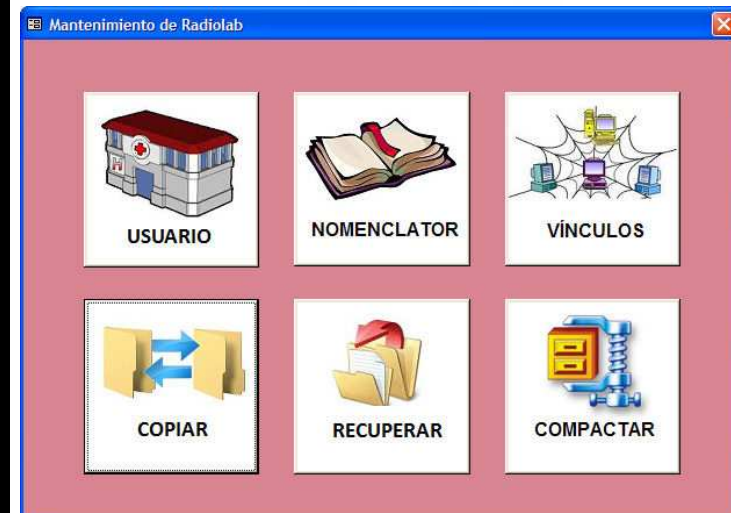 Mantenimiento de Radiolab
USUARIO
NOMENCLATOR
VÍNCULOS
COPIAR
RECUPERAR
COMPACTAR